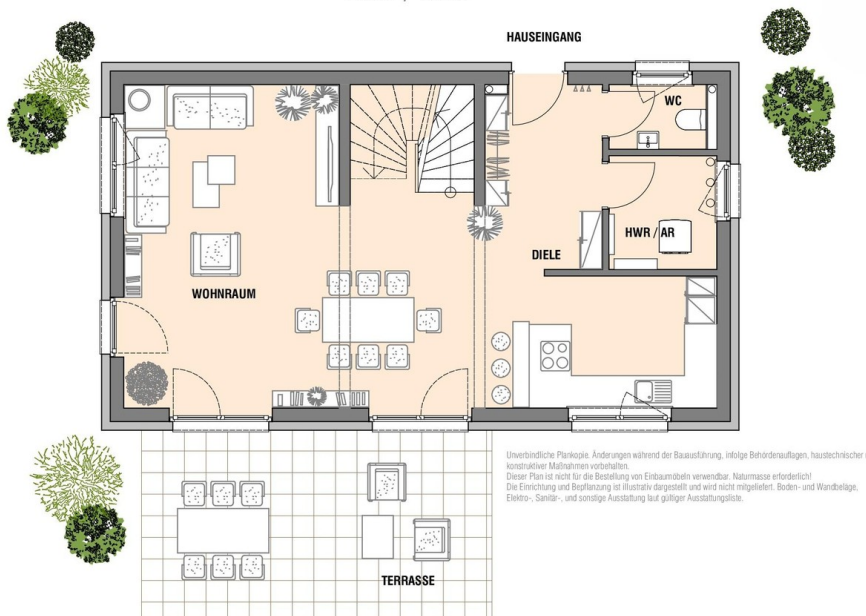 HAUSEINGANG
WC
HWR / AR
DIELE
WOHNRAUM
Unverbindliche Plankopie. Änderungen während der Bauausführung, infolge Behördenauflagen, haustechnischer
konstruktiver Maßnahmen vorbehalten.
Dieser Plan ist nicht für die Bestellung von Einbaumöbeln verwendbar. Naturmasse erforderlich!
Die Einrichtung und Bepflanzung ist illustrativ dargestellt und wird nicht mitgeliefert. Boden- und Wandbeläge,
Elektro-, Sanitär-, und sonstige Ausstattung laut gültiger Ausstattungsliste.
TERRASSE